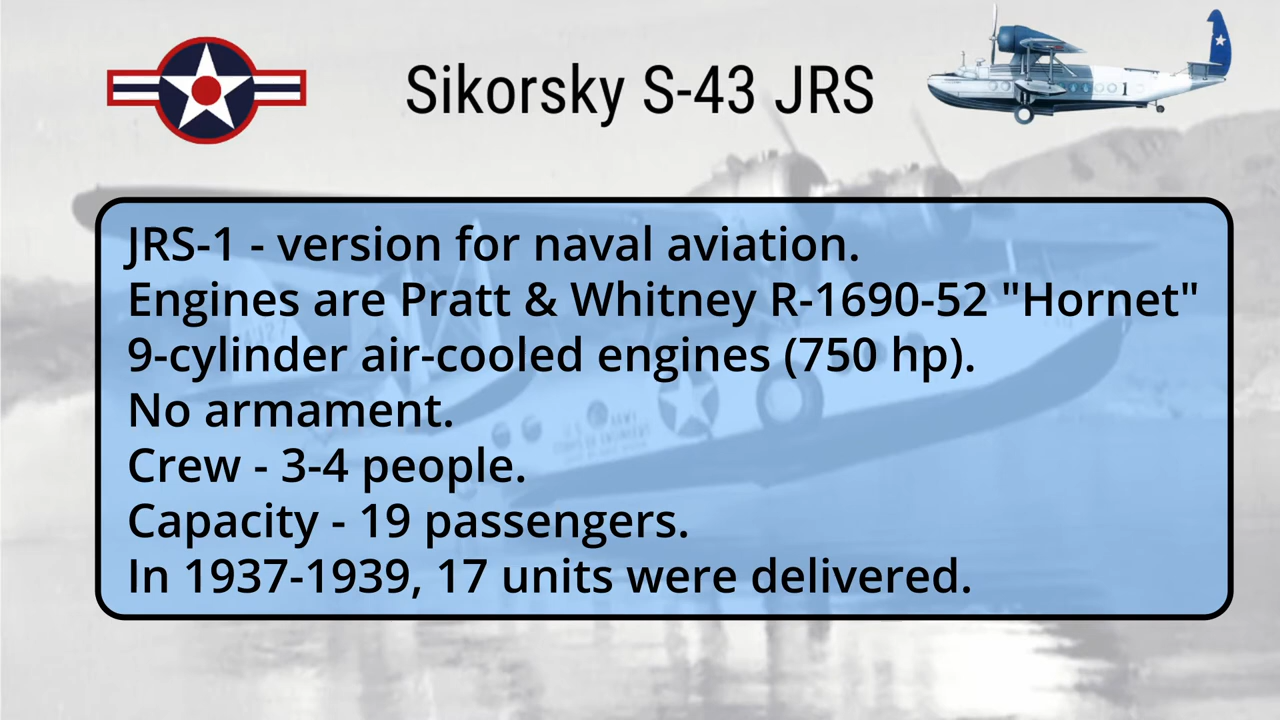 Sikorsky S-43 JRS
1
JRS-1 - version for naval aviation.
Engines are Pratt & Whitney R-1690-52 "Hornet"
9-cylinder air-cooled engines (750 hp).
No armament.
Crew - 3-4 people.
Capacity - 19 passengers.
In 1937-1939, 17 units were delivered.